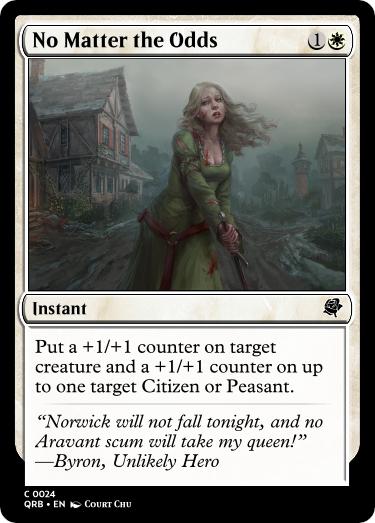 No Matter the Odds 1
Instant
Put a +1/+1 counter on target
creature and a +1/+1 counter on up
to one target Citizen or Peasant.
“Norwick will not fall tonight, and no
Aravant scum will take my queen!”
—Byron, Unlikely Hero
C 0024
QRB • EN Court Chu